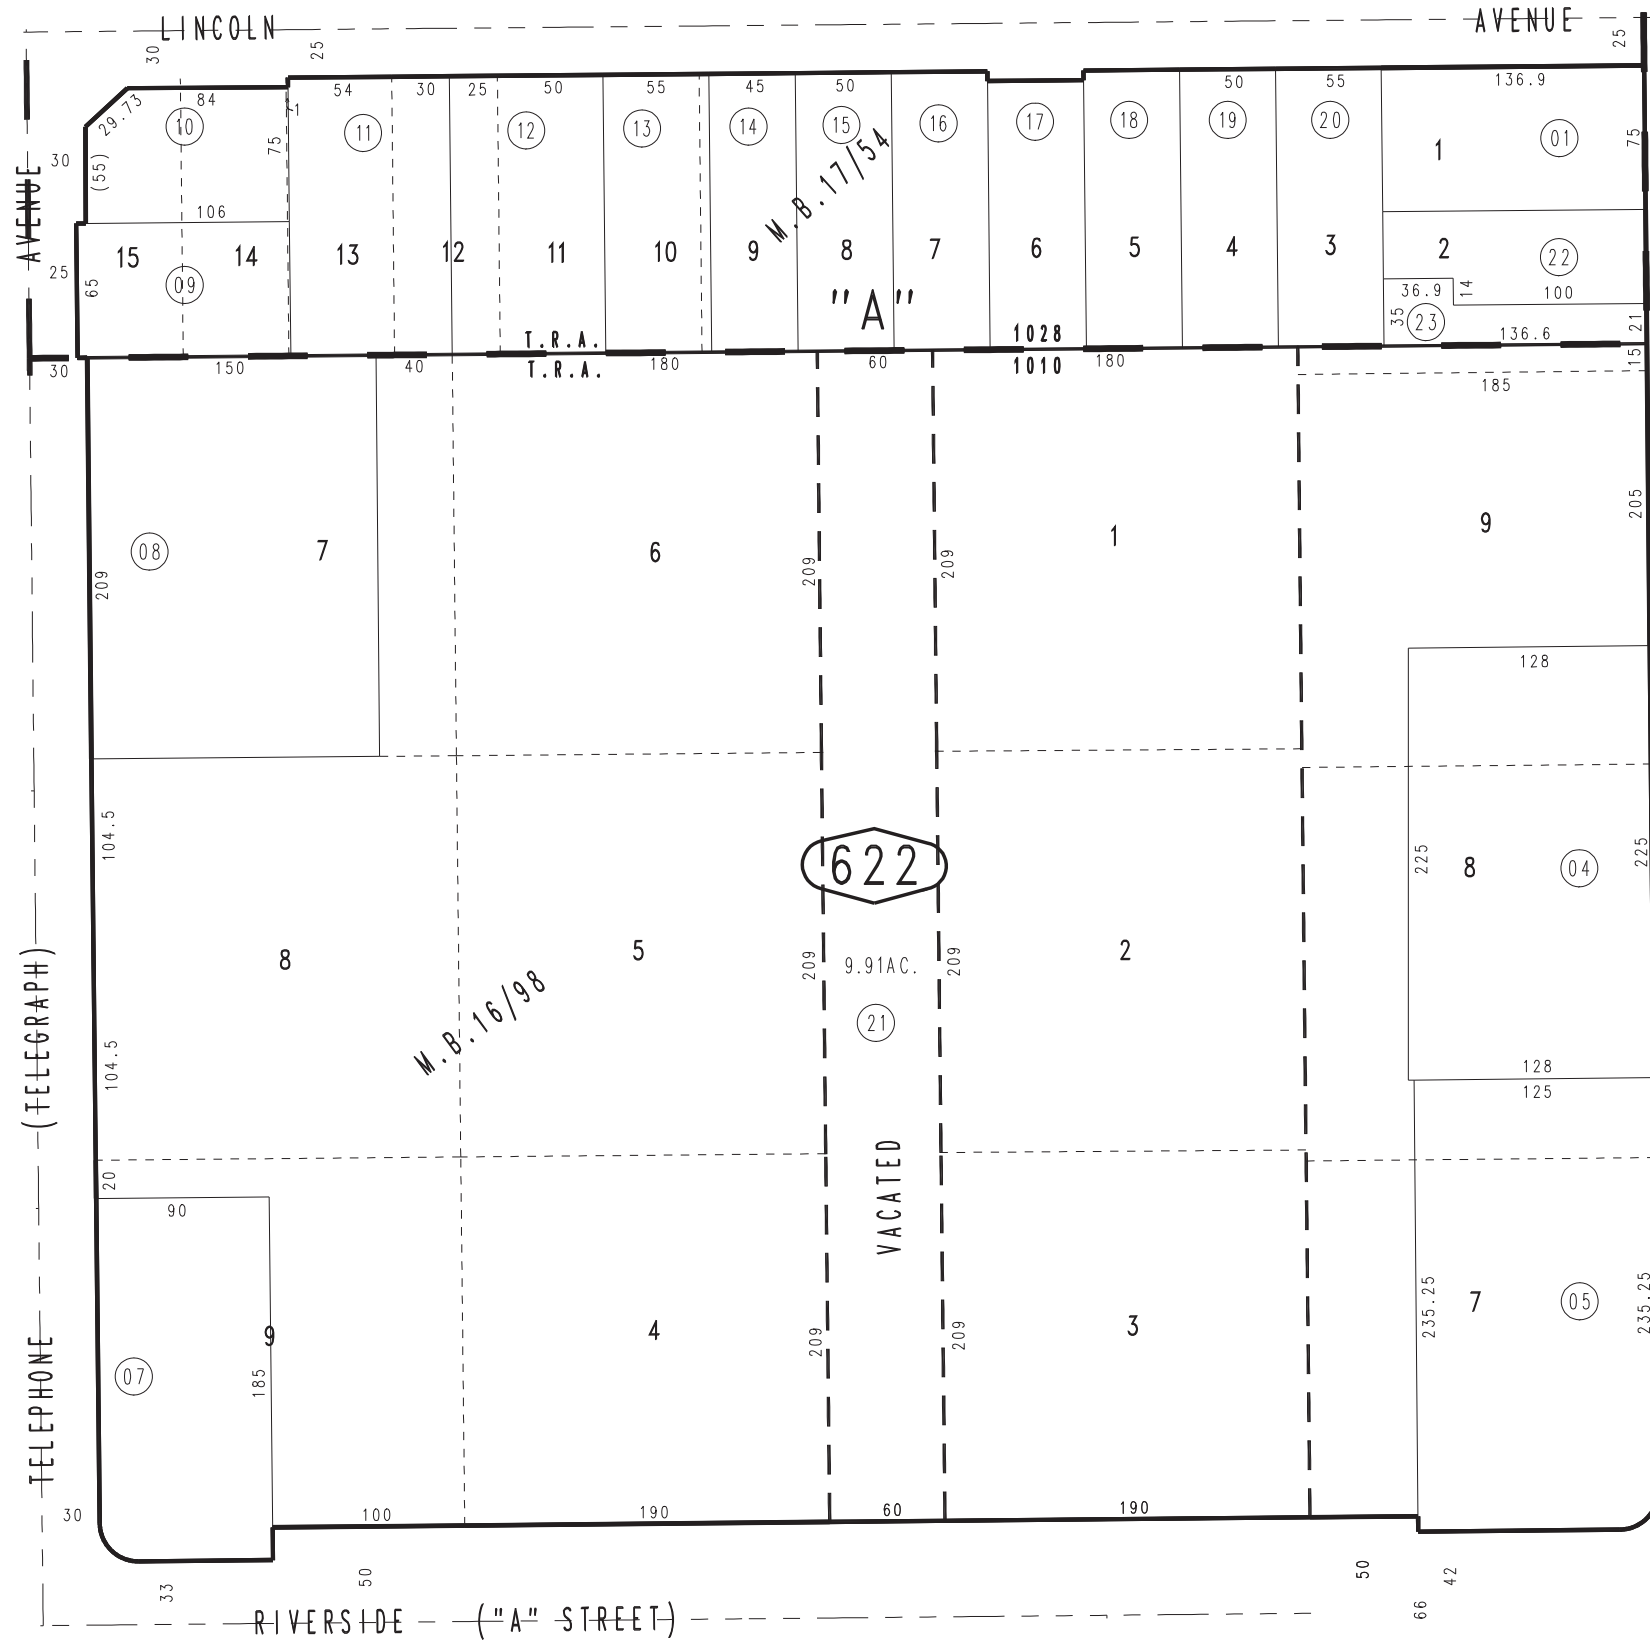 LINCOLN AVENUE
30 25 25
29.73 84 71 54 30 25 50 55 45 50 50 55 136.9
10 11 12 13 14 15 16 17 18 19 20 1 01
30 (55) 75 75
AVENUE
M.B.17/54
106
15 14 13 12 11 10 9 8 7 6 5 4 3 2 22
25 65 09
"A"
36.9 14 100
35 23 136.6 21
T.R.A. 1028
T.R.A. 1010
30 150 40 180 60 180 15
185
08 7 6 1 9
209 209 209 205
128
104.5
622
225 8 04 225
8 5 2
209 9.91AC. 209
M.B.16/98
21
(TELEGRAPH)
104.5
128
125
20
90
VACATED
235.25 7 05 235.25
9 4 3
209 209
07 185
TELEPHONE
30 100 190 60 190
33 50 50 42
66
RIVERSIDE ("A" STREET)